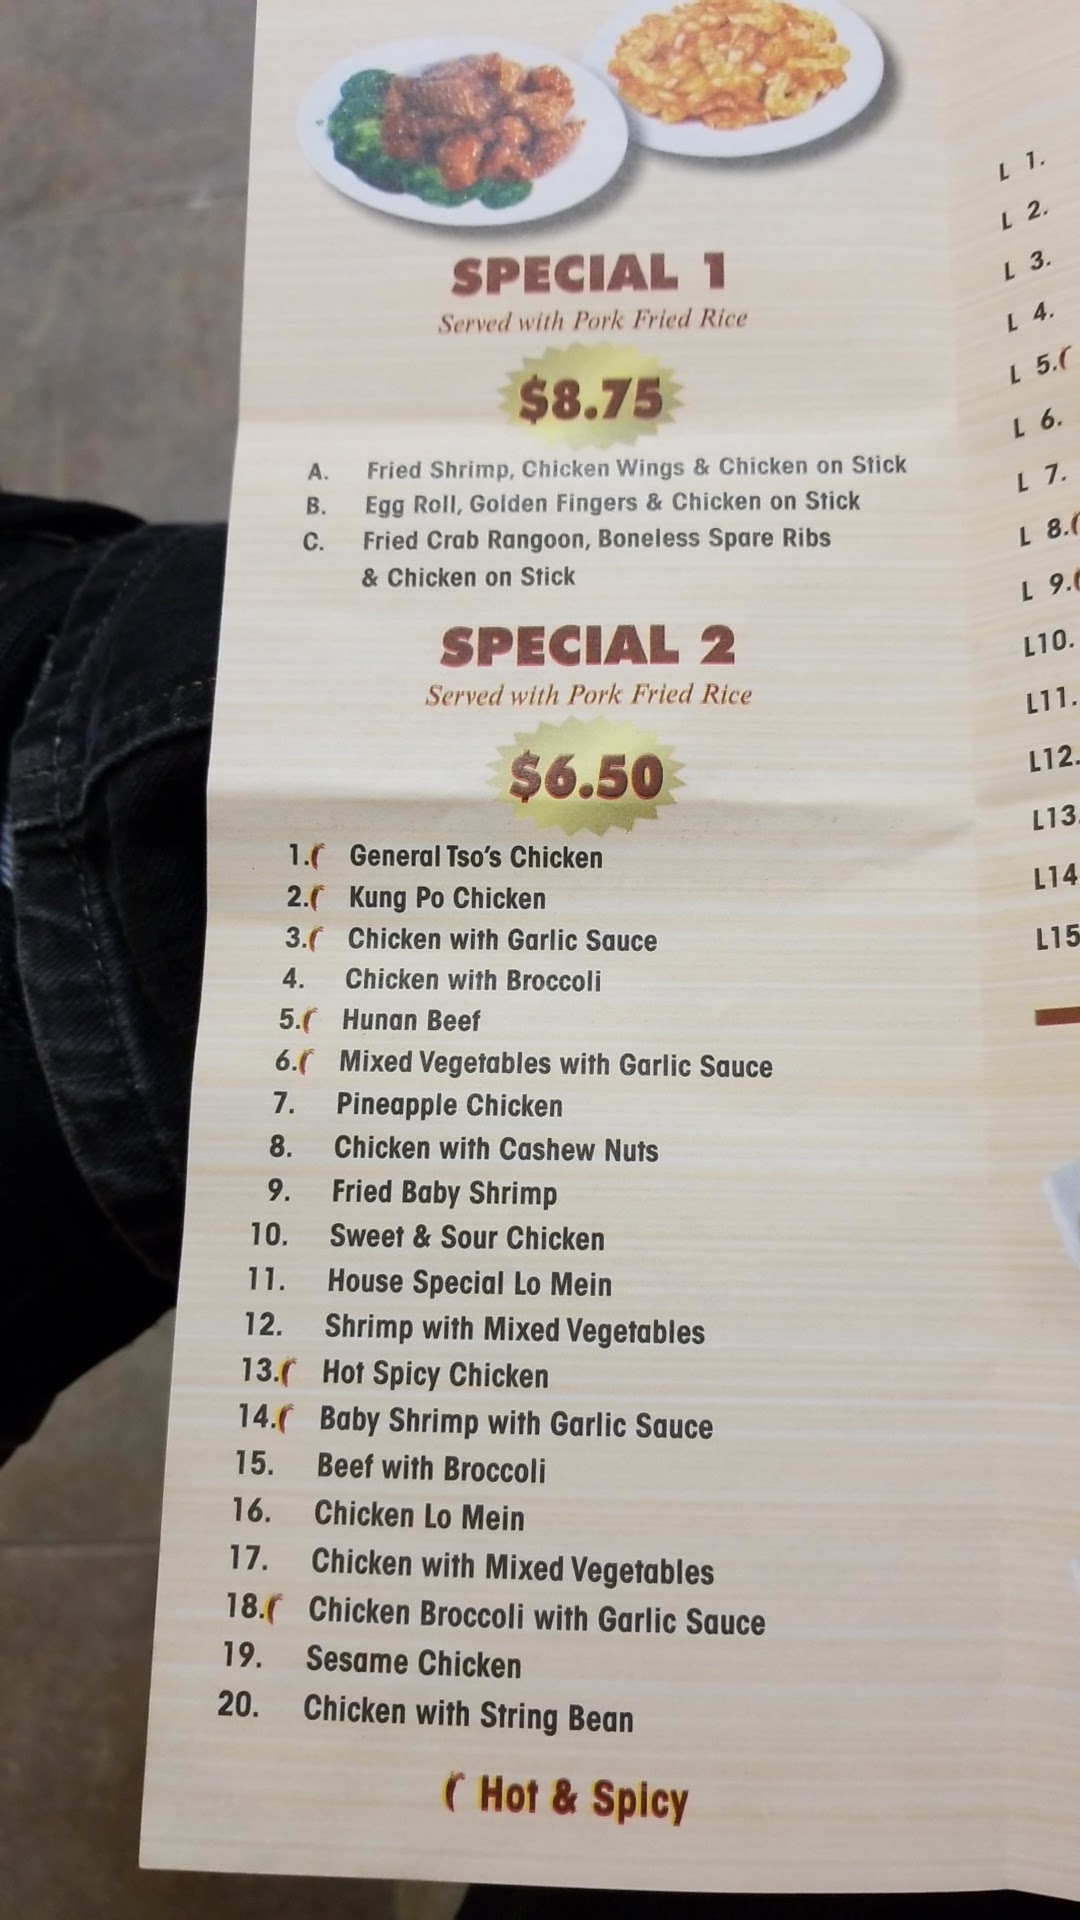 SPECIAL 1
Served with Pork Fried Rice
$8.75
A. Fried Shrimp, Chicken Wings & Chicken on Stick
B. Egg Roll, Golden Fingers & Chicken on Stick
C. Fried Crab Rangoon, Boneless Spare Ribs
& Chicken on Stick
SPECIAL 2
Served with Pork Fried Rice
$6.50
1. General Tso's Chicken
2. Kung Po Chicken
3. Chicken with Garlic Sauce
4. Chicken with Broccoli
5. Hunan Beef
6. Mixed Vegetables with Garlic Sauce
7. Pineapple Chicken
8. Chicken with Cashew Nuts
9. Fried Baby Shrimp
10. Sweet & Sour Chicken
11. House Special Lo Mein
12. Shrimp with Mixed Vegetables
13. Hot Spicy Chicken
14. Baby Shrimp with Garlic Sauce
15. Beef with Broccoli
16. Chicken Lo Mein
17. Chicken with Mixed Vegetables
18. Chicken Broccoli with Garlic Sauce
19. Sesame Chicken
20. Chicken with String Bean
Hot & Spicy
L 1.
L 2.
L 3.
L 4.
L 5.
L 6.
L 7.
L 8.
L 9.
L10.
L11.
L12.
L13.
L14
L15